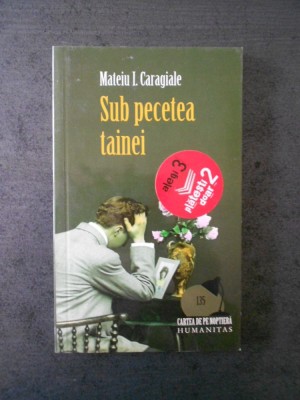 Mateiu I. Caragiale
Sub pecetea
tainei
alegi 3
plătești
doar 2
135
CARTEA DE PE NOPTIERĂ
HUMANITAS